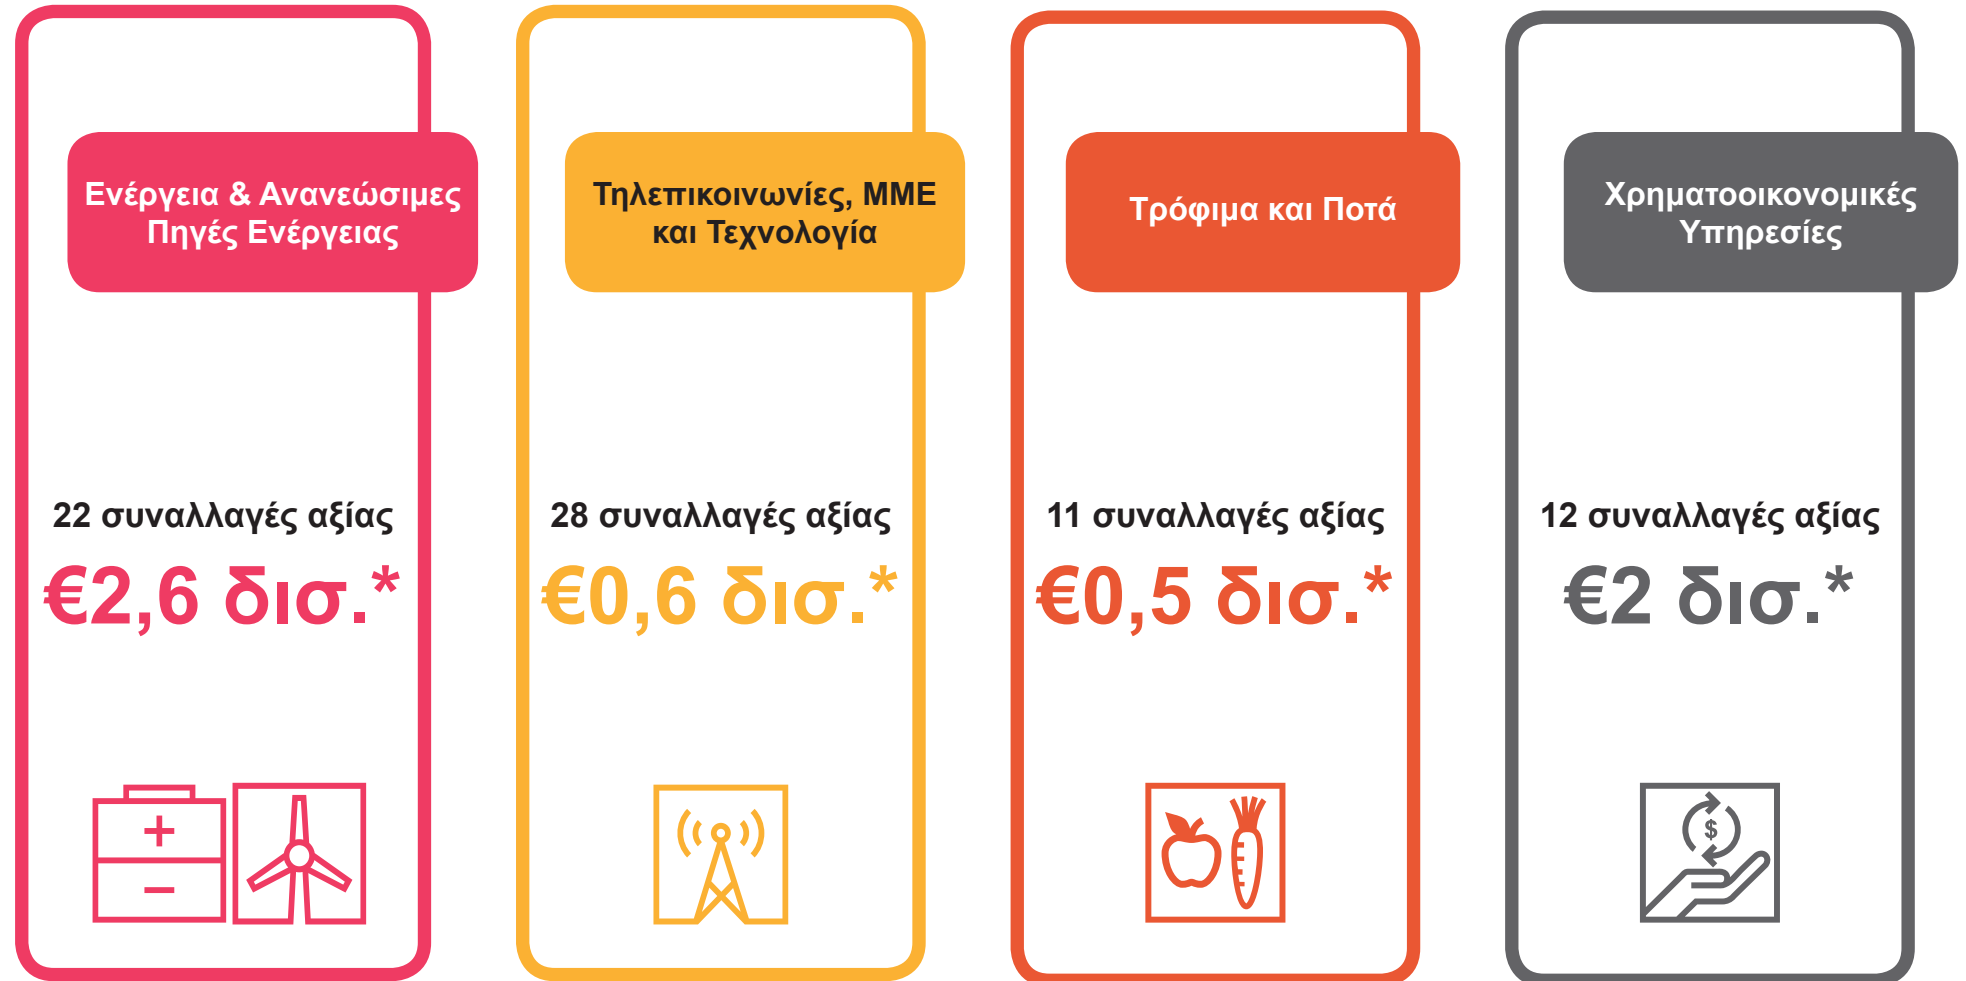 Ενέργεια & Ανανεώσιμες
Πηγές Ενέργειας
22 συναλλαγές αξίας
€2,6 δισ.*
+
−
Τηλεπικοινωνίες, ΜΜΕ
και Τεχνολογία
28 συναλλαγές αξίας
€0,6 δισ.*
Τρόφιμα και Ποτά
11 συναλλαγές αξίας
€0,5 δισ.*
Χρηματοοικονομικές
Υπηρεσίες
12 συναλλαγές αξίας
€2 δισ.*
$